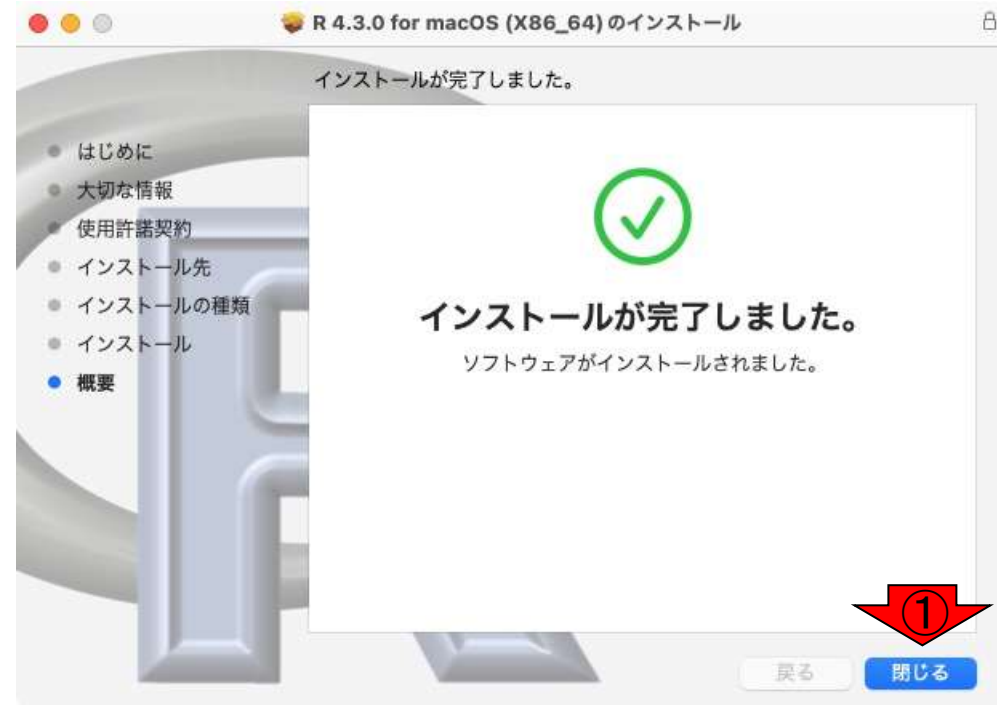 R 4.3.0 for macOS (X86_64)のインストール
インストールが完了しました。
はじめに
大切な情報
使用許諾契約
インストール先
インストールの種類
インストール
概要
インストールが完了しました。
ソフトウェアがインストールされました。
①
戻る
閉じる